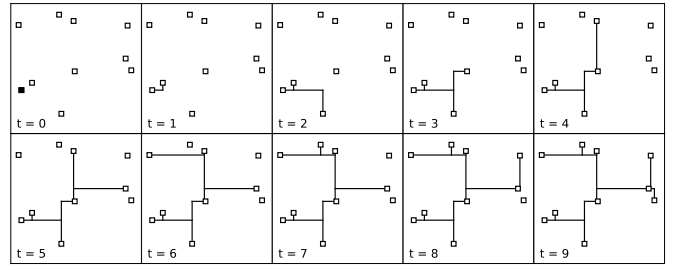 t = 0
t = 1
t = 2
t = 3
t = 4
t = 5
t = 6
t = 7
t = 8
t = 9